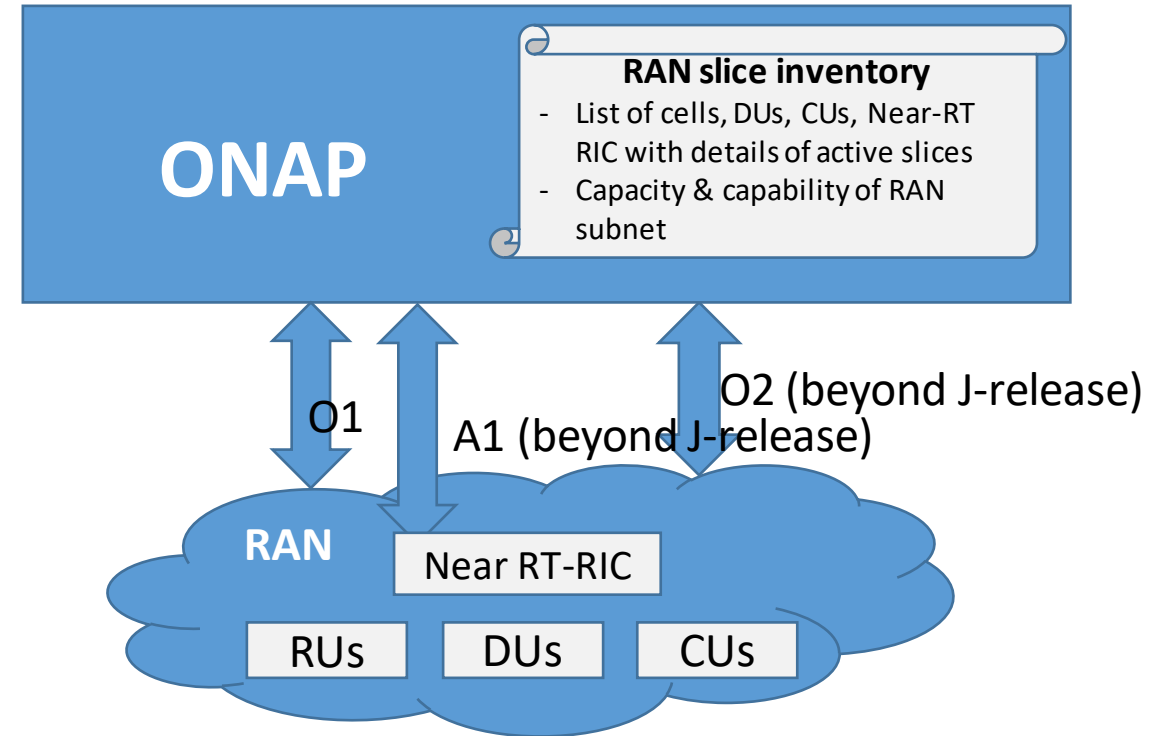 ONAP
RAN slice inventory
- List of cells, DUs, CUs, Near-RT
RIC with details of active slices
- Capacity & capability of RAN
subnet
O1
A1 (beyond J-release)
O2 (beyond J-release)
RAN
Near RT-RIC
RUs
DUs
CUs